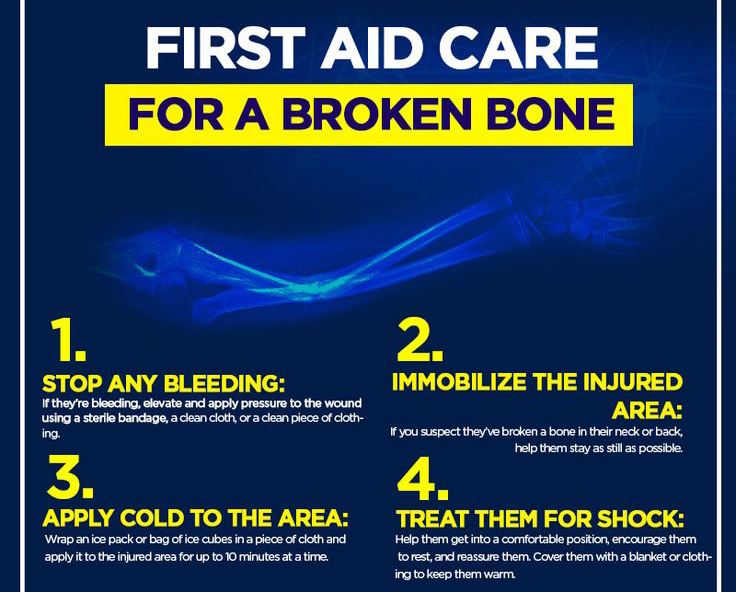 FIRST AID CARE
FOR A BROKEN BONE
1.
STOP ANY BLEEDING:
If they're bleeding, elevate and apply pressure to the wound
using a sterile bandage, a clean cloth, or a clean piece of cloth-
ing.
2.
IMMOBILIZE THE INJURED
AREA:
If you suspect they've broken a bone in their neck or back,
help them stay as still as possible.
3.
APPLY COLD TO THE AREA:
Wrap an ice pack or bag of ice cubes in a piece of cloth and
apply it to the injured area for up to 10 minutes at a time.
4.
TREAT THEM FOR SHOCK:
Help them get into a comfortable position, encourage them
to rest, and reassure them. Cover them with a blanket or cloth-
ing to keep them warm.